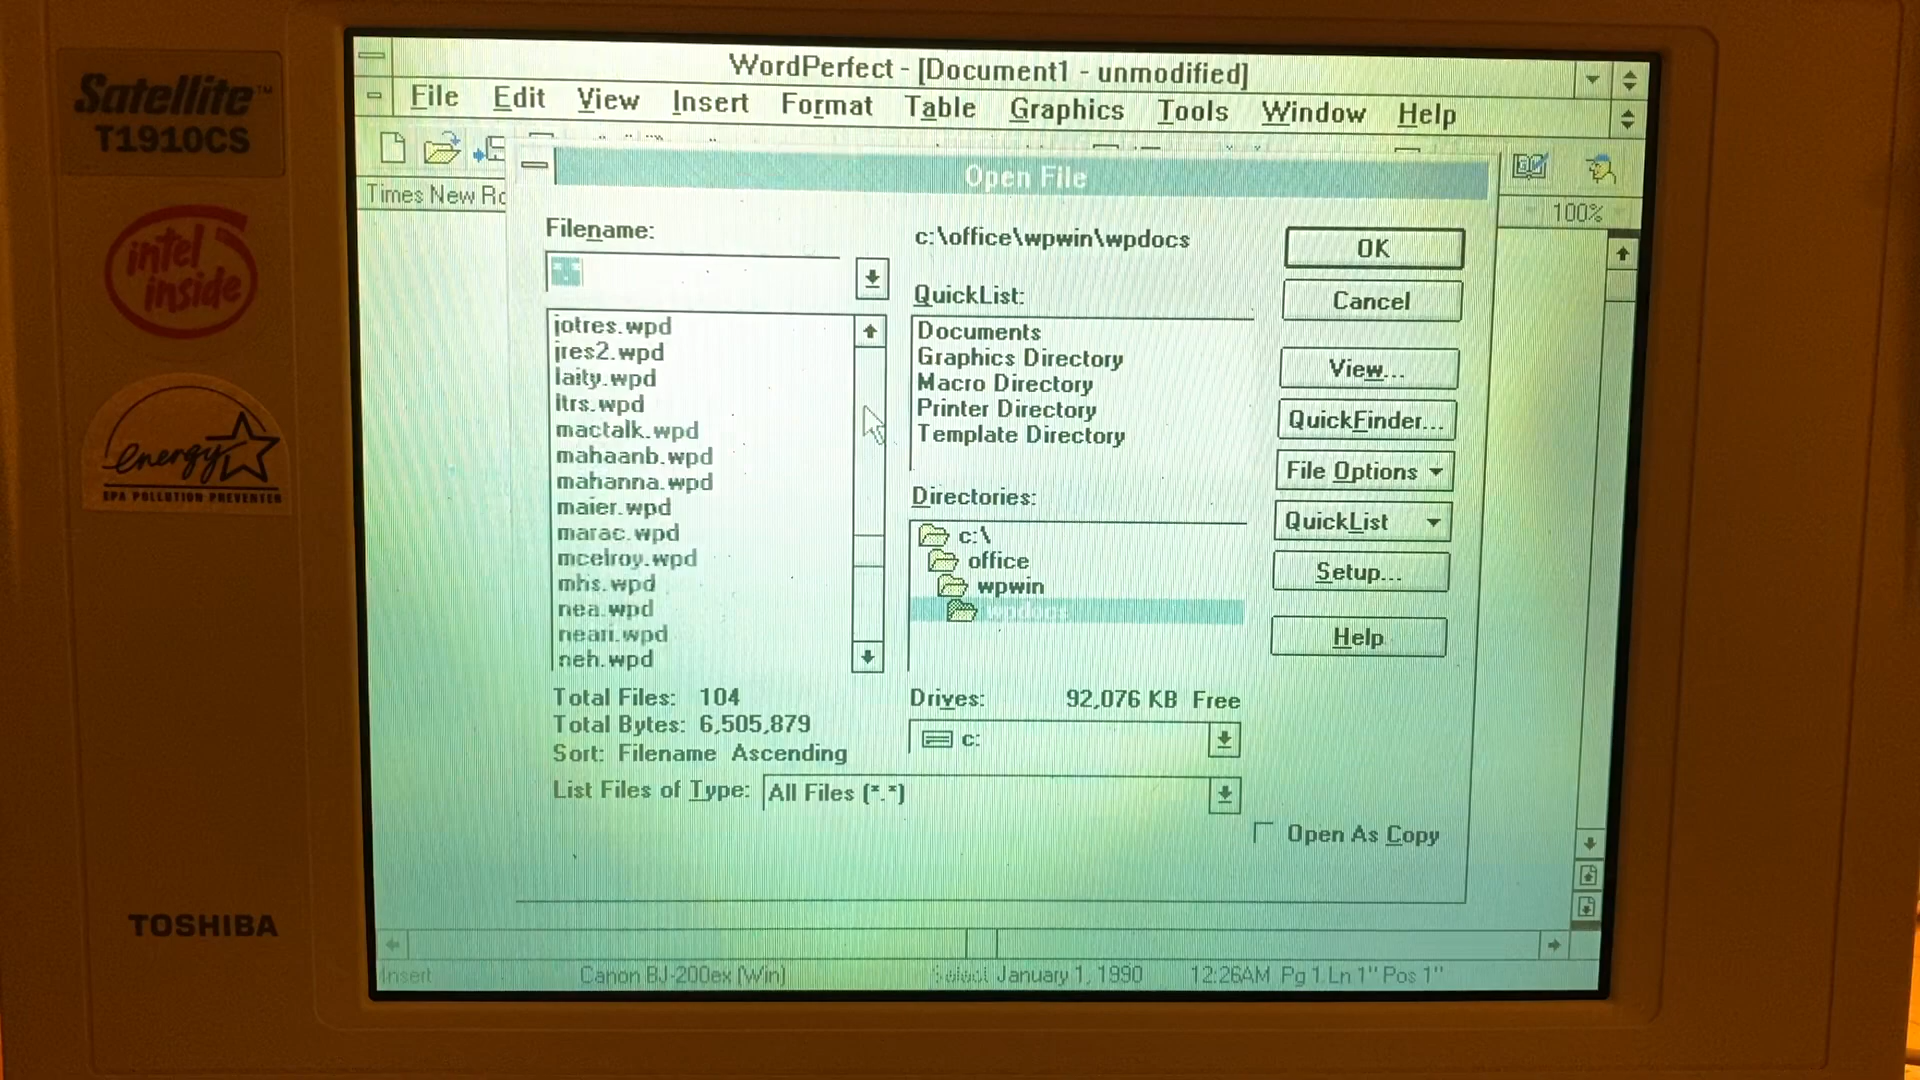 Satellite™
T1910CS
intel
inside
energy
EPA POLLUTION PREVENTER
TOSHIBA
WordPerfect - [Document1 - unmodified]
File Edit View Insert Format Table Graphics Tools Window Help
Times New Ro
100%
Open File
Filename:
*.*
jotres.wpd
jres2.wpd
laity.wpd
ltrs.wpd
mactalk.wpd
mahaanb.wpd
mahanna.wpd
maier.wpd
marac.wpd
mcelroy.wpd
mhs.wpd
nea.wpd
neari.wpd
neh.wpd
Total Files: 104
Total Bytes: 6,505,879
Sort: Filename Ascending
List Files of Type: All Files (*.*)
c:\office\wpwin\wpdocs
QuickList:
Documents
Graphics Directory
Macro Directory
Printer Directory
Template Directory
Directories:
c:\
office
wpwin
wpdocs
Drives: 92,076 KB Free
c:
OK
Cancel
View...
QuickFinder...
File Options
QuickList
Setup...
Help
Open As Copy
Insert Canon BJ-200ex (Win) Select January 1, 1990 12:26AM Pg 1 Ln 1" Pos 1"